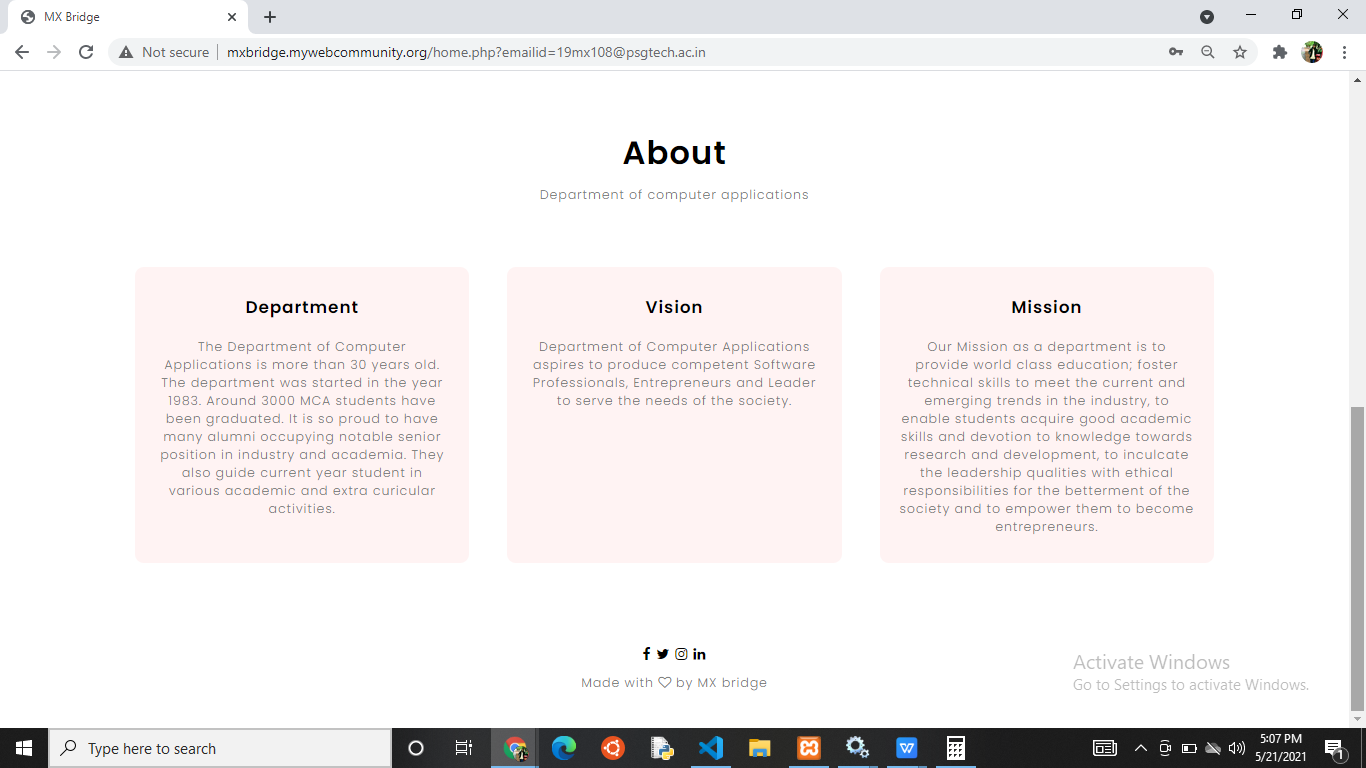 MX Bridge
Not secure
mxbridge.mywebcommunity.org/home.php?emailid=19mx108@psgtech.ac.in
About
Department of computer applications
Department
The Department of Computer
Applications is more than 30 years old.
The department was started in the year
1983. Around 3000 MCA students have
been graduated. It is so proud to have
many alumni occupying notable senior
position in industry and academia. They
also guide current year student in
various academic and extra curicular
activities.
Vision
Department of Computer Applications
aspires to produce competent Software
Professionals, Entrepreneurs and Leader
to serve the needs of the society.
Mission
Our Mission as a department is to
provide world class education; foster
technical skills to meet the current and
emerging trends in the industry, to
enable students acquire good academic
skills and devotion to knowledge towards
research and development, to inculcate
the leadership qualities with ethical
responsibilities for the betterment of the
society and to empower them to become
entrepreneurs.
Made with ♡ by MX bridge
Activate Windows
Go to Settings to activate Windows.
Type here to search
5:07 PM
5/21/2021
1